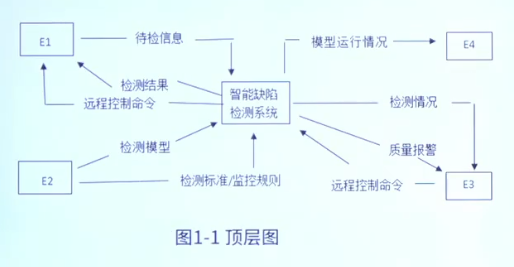 E1
待检信息
模型运行情况
E4
检测结果
远程控制命令
智能缺陷
检测系统
检测情况
检测模型
质量报警
E2
检测标准/监控规则
远程控制命令
E3
图1-1 顶层图